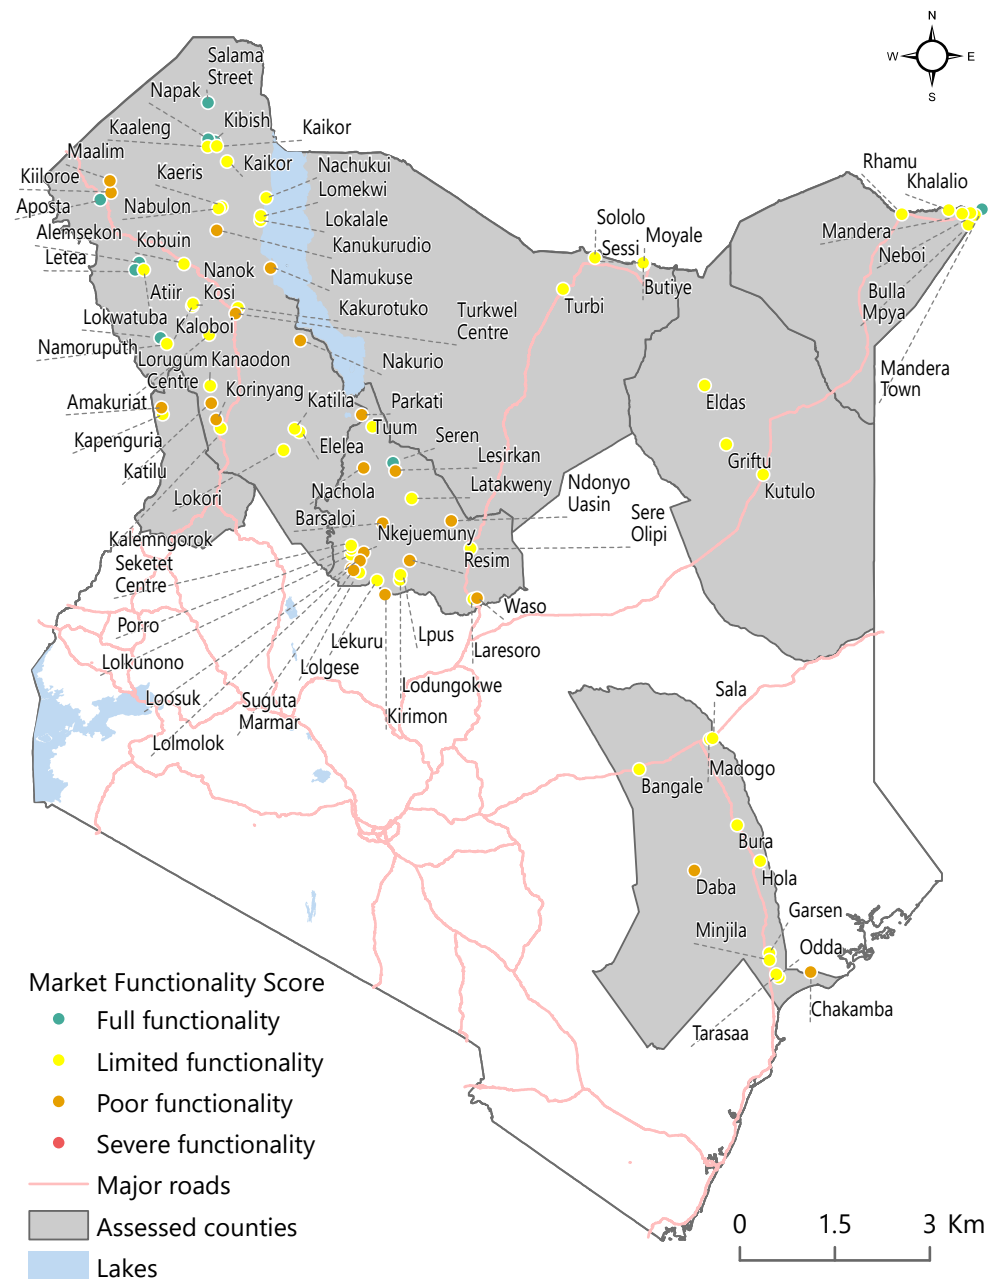 N
W
E
S
Salama
Street
Napak
Kibish
Kaaleng
Kaikor
Maalim
Kaeris
Kaikor
Nachukui
Kiiloroe
Lomekwi
Aposta
Nabulon
Lokalale
Alemsekon
Kobuin
Kanukurudio
Letea
Nanok
Namukuse
Atiir
Kosi
Kakurotuko
Lokwatuba
Kaloboi
Turkwel
Centre
Namoruputh
Lorugum
Centre
Kanaodon
Nakurio
Amakuriat
Korinyang
Katilia
Parkati
Tuum
Kapenguria
Elelea
Seren
Katilu
Lesirkan
Lokori
Nachola
Latakweny
Ndonyo
Uasin
Barsaloi
Nkejuemuny
Sere
Olipi
Kalemngorok
Resim
Seketet
Centre
Waso
Porro
Lekuru
Lpus
Laresoro
Lolkunono
Lolgese
Lodungokwe
Loosuk
Suguta
Marmar
Kirimon
Lolmolok
Sololo
Sessi
Moyale
Butiye
Turbi
Rhamu
Khalalio
Mandera
Neboi
Bulla
Mpya
Mandera
Town
Eldas
Griftu
Kutulo
Sala
Madogo
Bangale
Bura
Daba
Hola
Garsen
Minjila
Odda
Chakamba
Tarasaa
Market Functionality Score
Full functionality
Limited functionality
Poor functionality
Severe functionality
Major roads
Assessed counties
Lakes
0 1.5 3 Km